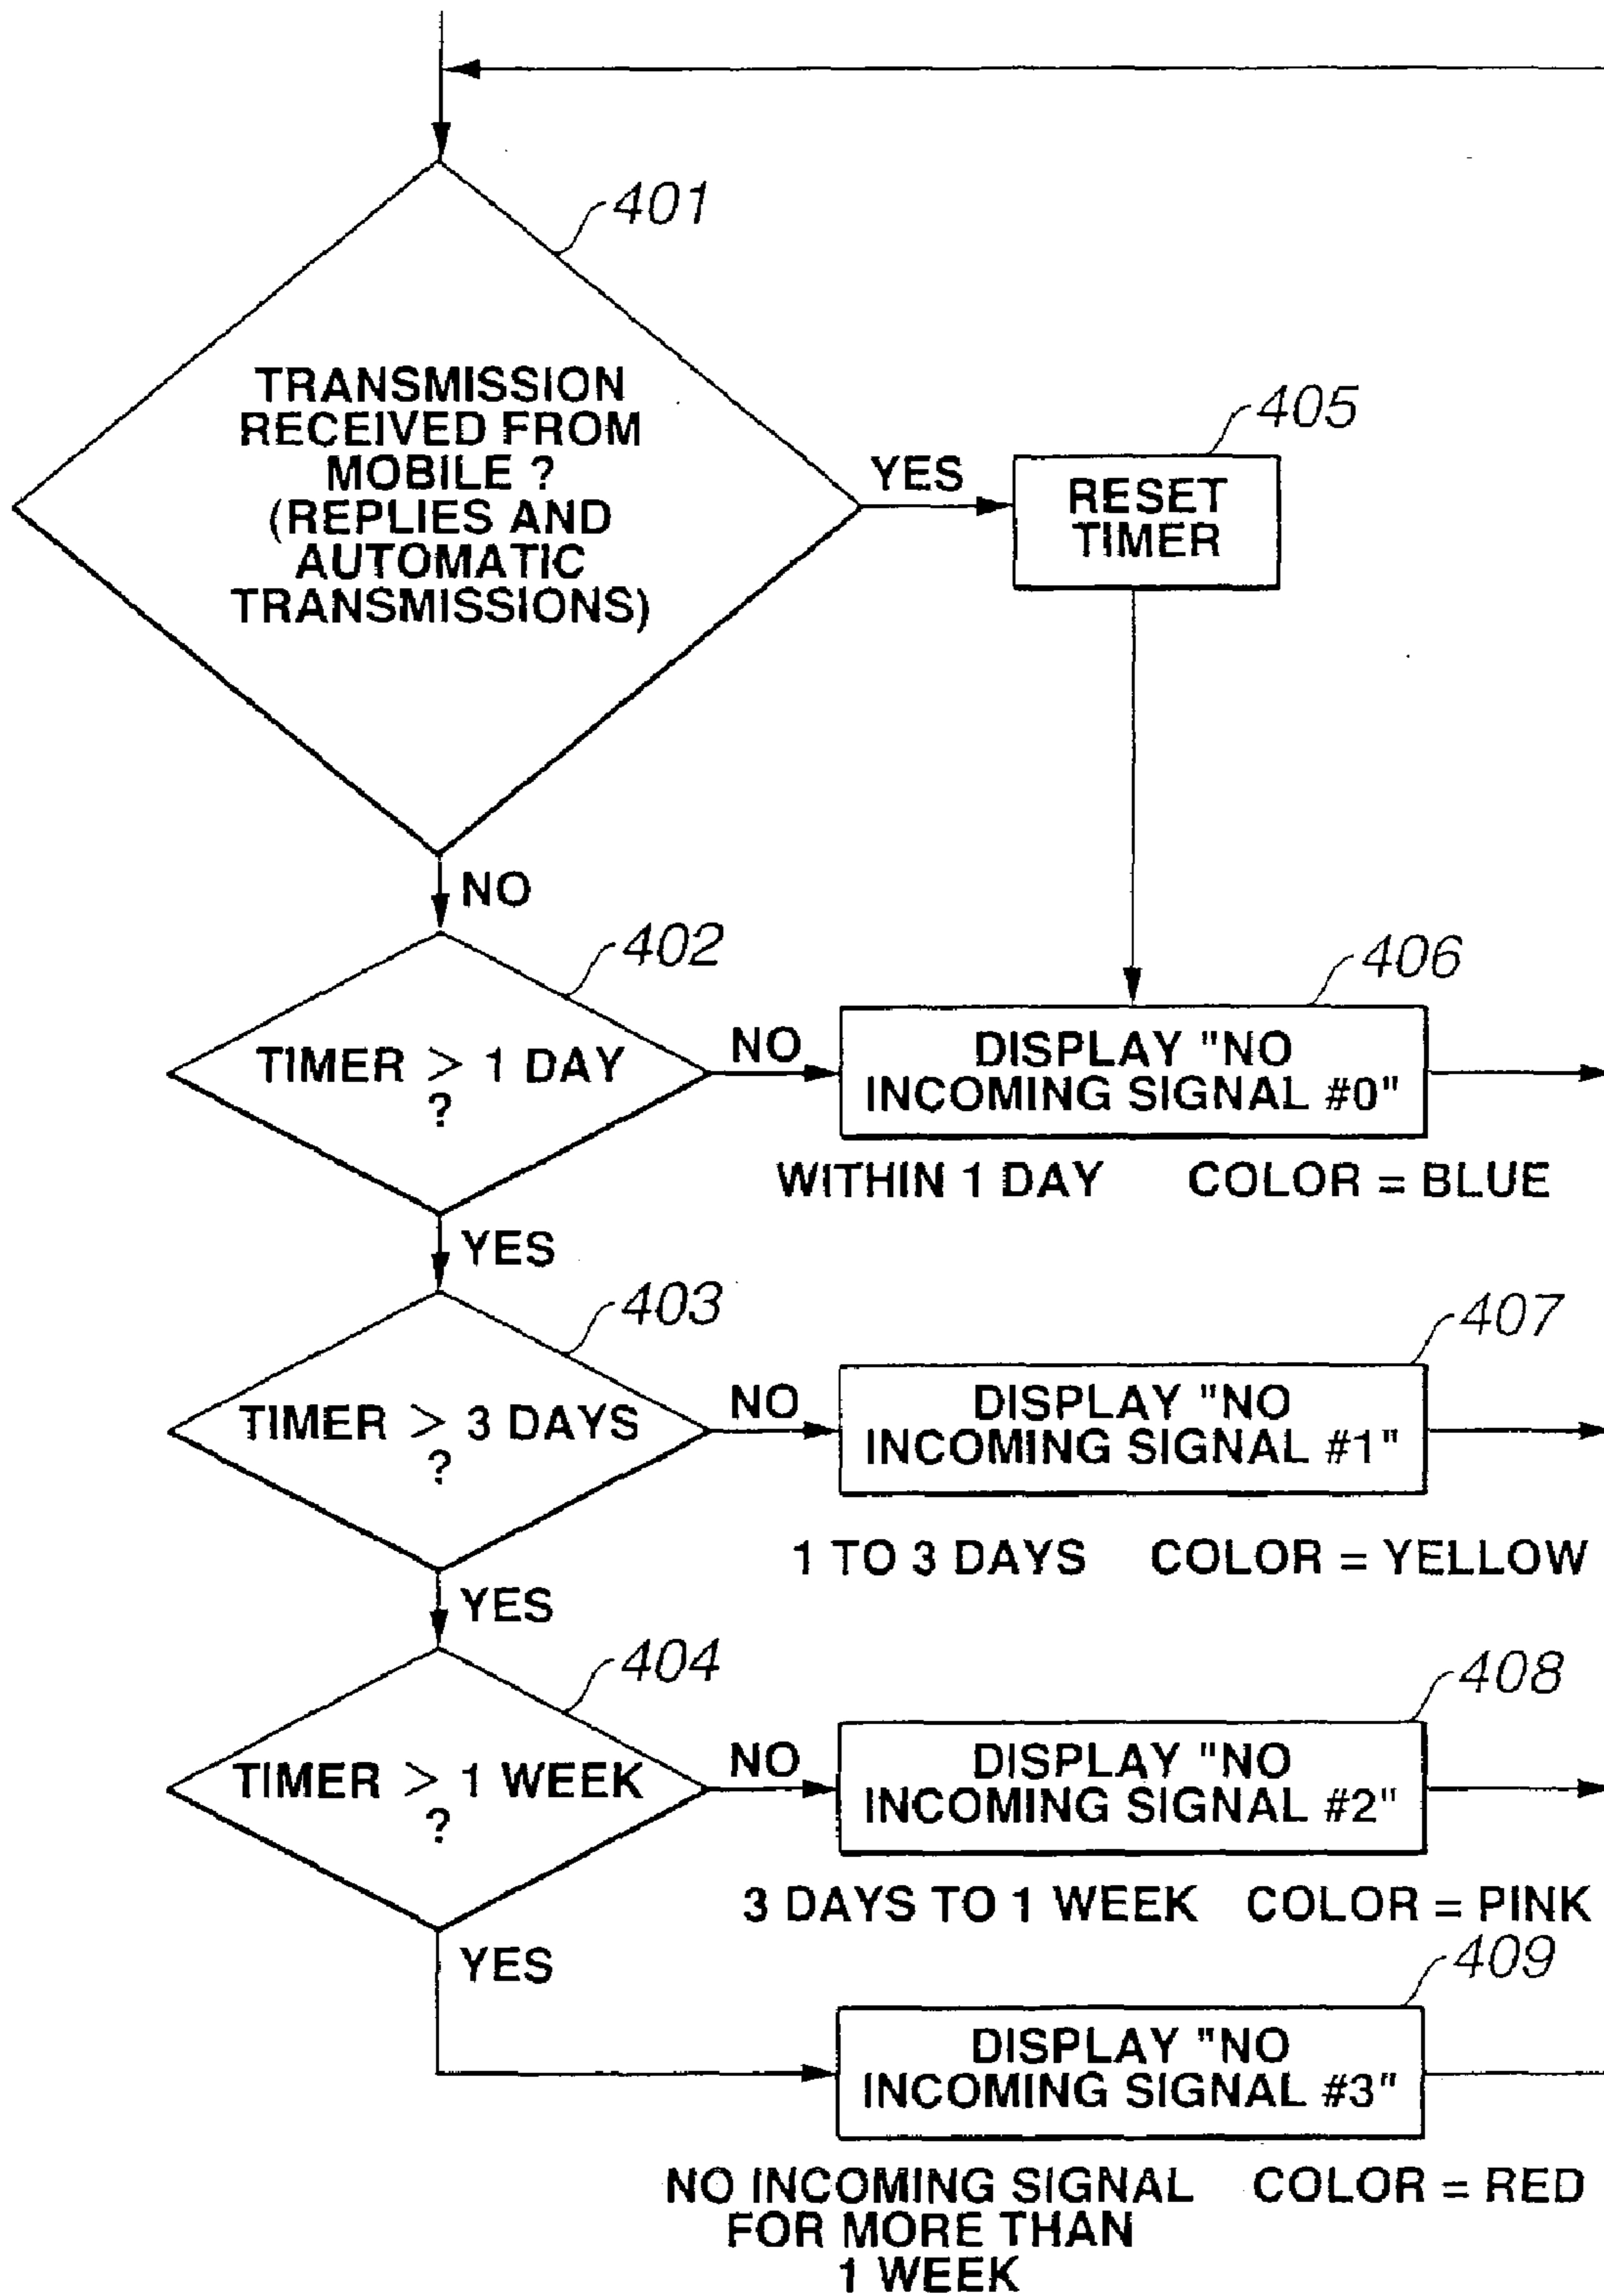 401
TRANSMISSION
RECEIVED FROM
MOBILE ?
(REPLIES AND
AUTOMATIC
TRANSMISSIONS)
YES
405
RESET
TIMER
NO
402
TIMER > 1 DAY
?
NO
406
DISPLAY "NO
INCOMING SIGNAL #0"
WITHIN 1 DAY COLOR = BLUE
YES
403
TIMER > 3 DAYS
?
NO
407
DISPLAY "NO
INCOMING SIGNAL #1"
1 TO 3 DAYS COLOR = YELLOW
YES
404
TIMER > 1 WEEK
?
NO
408
DISPLAY "NO
INCOMING SIGNAL #2"
3 DAYS TO 1 WEEK COLOR = PINK
YES
409
DISPLAY "NO
INCOMING SIGNAL #3"
NO INCOMING SIGNAL COLOR = RED
FOR MORE THAN
1 WEEK